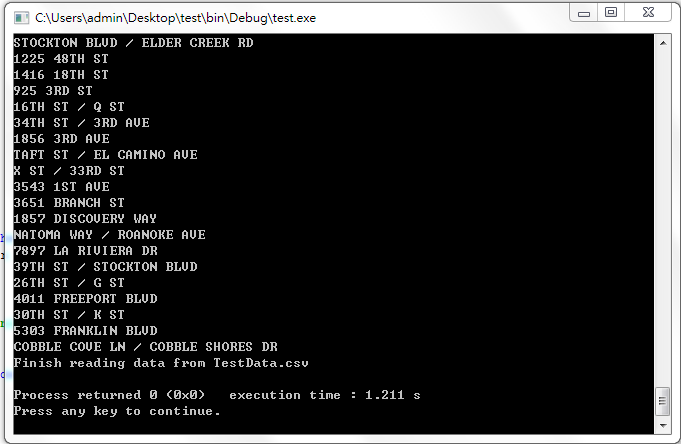 C:\Users\admin\Desktop\test\bin\Debug\test.exe
STOCKTON BLVD / ELDER CREEK RD
1225 48TH ST
1416 18TH ST
925 3RD ST
16TH ST / Q ST
34TH ST / 3RD AVE
1856 3RD AVE
TAFT ST / EL CAMINO AVE
X ST / 33RD ST
3543 1ST AVE
3651 BRANCH ST
1857 DISCOVERY WAY
NATOMA WAY / ROANOKE AVE
7897 LA RIVIERA DR
39TH ST / STOCKTON BLVD
26TH ST / G ST
4011 FREEPORT BLVD
30TH ST / K ST
5303 FRANKLIN BLVD
COBBLE COVE LN / COBBLE SHORES DR
Finish reading data from TestData.csv
Process returned 0 (0x0)   execution time : 1.211 s
Press any key to continue.